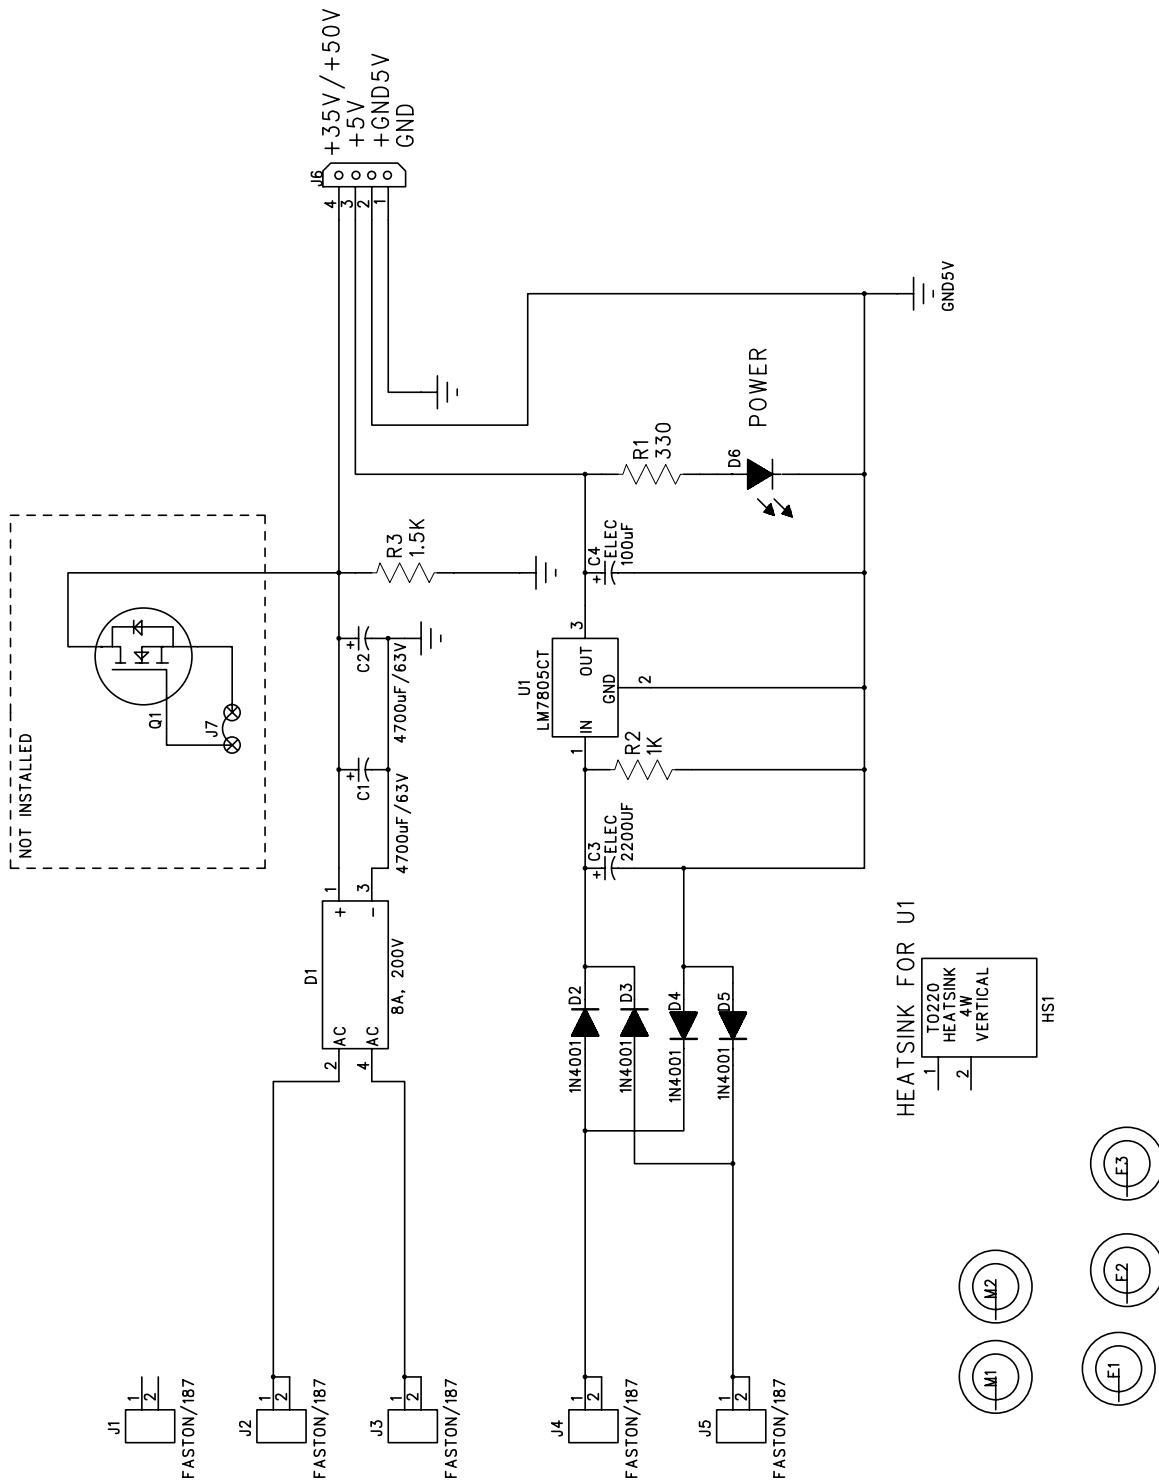 NOT INSTALLED
Q1
J7
J6
4
3
2
1
+35V/+50V
+5V
+GND5V
GND
J1
1
2
FASTON/187
J2
1
2
FASTON/187
J3
1
2
FASTON/187
D1
2
4
AC
AC
+
-
1
3
8A, 200V
+
C1
4700uF/63V
+
C2
4700uF/63V
R3
1.5K
J4
1
2
FASTON/187
J5
1
2
FASTON/187
1N4001
D2
1N4001
D3
1N4001
D4
1N4001
D5
+
C3
ELEC
2200UF
R2
1K
U1
LM7805CT
1
IN
OUT
3
GND
2
+
C4
ELEC
100uF
R1
330
D6
POWER
GND5V
HEATSINK FOR U1
1
2
TO220
HEATSINK
4W
VERTICAL
HS1
M1
M2
F1
F2
F3